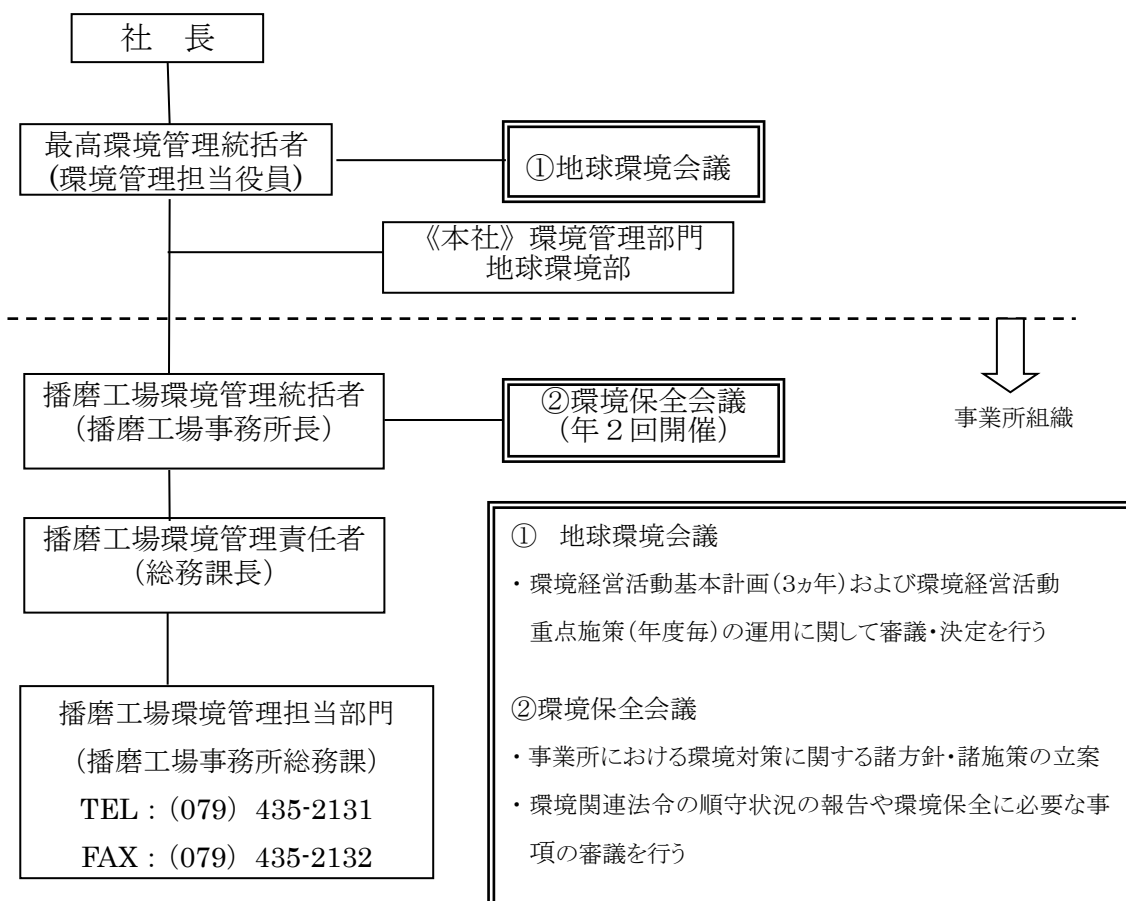 社　長
最高環境管理統括者
(環境管理担当役員)
①地球環境会議
《本社》環境管理部門
地球環境部
事業所組織
播磨工場環境管理統括者
(播磨工場事務所長)
②環境保全会議
(年２回開催)
播磨工場環境管理責任者
(総務課長)
播磨工場環境管理担当部門
(播磨工場事務所総務課)
TEL：(079) 435-2131
FAX：(079) 435-2132
①　地球環境会議
・環境経営活動基本計画(3ヵ年)および環境経営活動
重点施策(年度毎)の運用に関して審議・決定を行う
②環境保全会議
・事業所における環境対策に関する諸方針・諸施策の立案
・環境関連法令の順守状況の報告や環境保全に必要な事
項の審議を行う